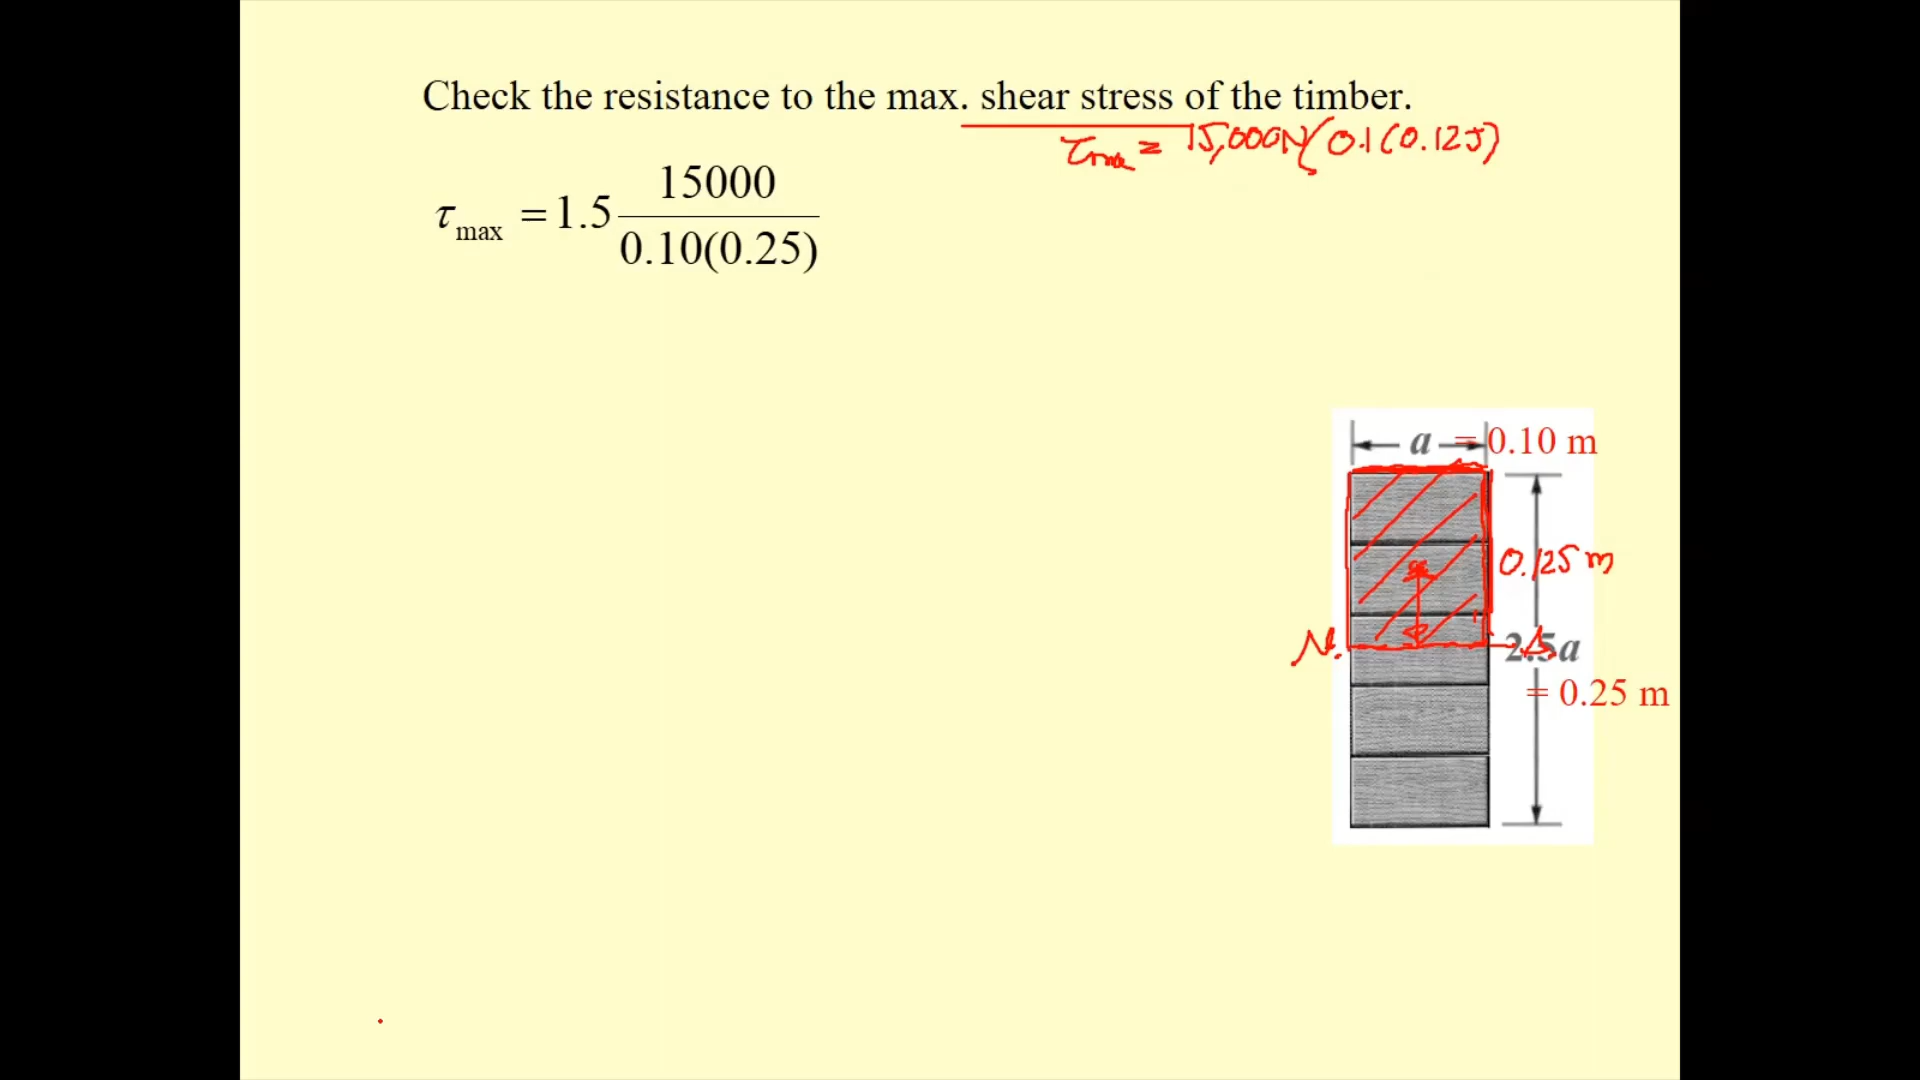 Check the resistance to the max. shear stress of the timber.
τmax = 15,000N(0.1(0.125)
τmax = 1.5 15000
0.10(0.25)
a = 0.10 m
0.125 m
N. A.
2.5a
= 0.25 m